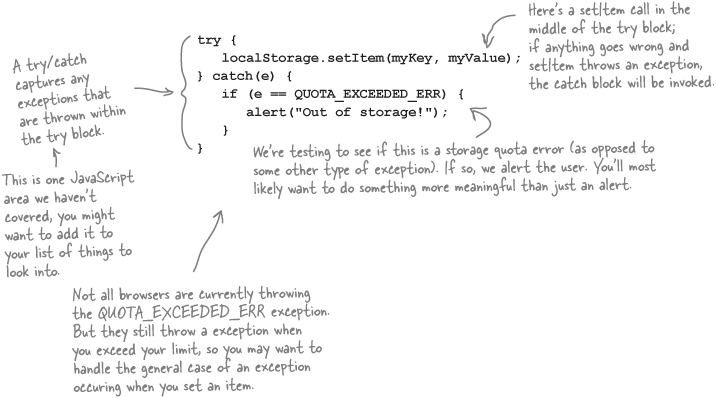 Here's a setItem call in the
middle of the try block;
if anything goes wrong and
setItem throws an exception,
the catch block will be invoked.
try {
localStorage.setItem(myKey, myValue);
} catch(e) {
if (e == QUOTA_EXCEEDED_ERR) {
alert("Out of storage!");
}
}
A try/catch
captures any
exceptions that
are thrown within
the try block.
We're testing to see if this is a storage quota error (as opposed to
some other type of exception). If so, we alert the user. You'll most
likely want to do something more meaningful than just an alert.
This is one JavaScript
area we haven't
covered, you might
want to add it to
your list of things to
look into.
Not all browsers are currently throwing
the QUOTA_EXCEEDED_ERR exception.
But they still throw a exception when
you exceed your limit, so you may want to
handle the general case of an exception
occuring when you set an item.